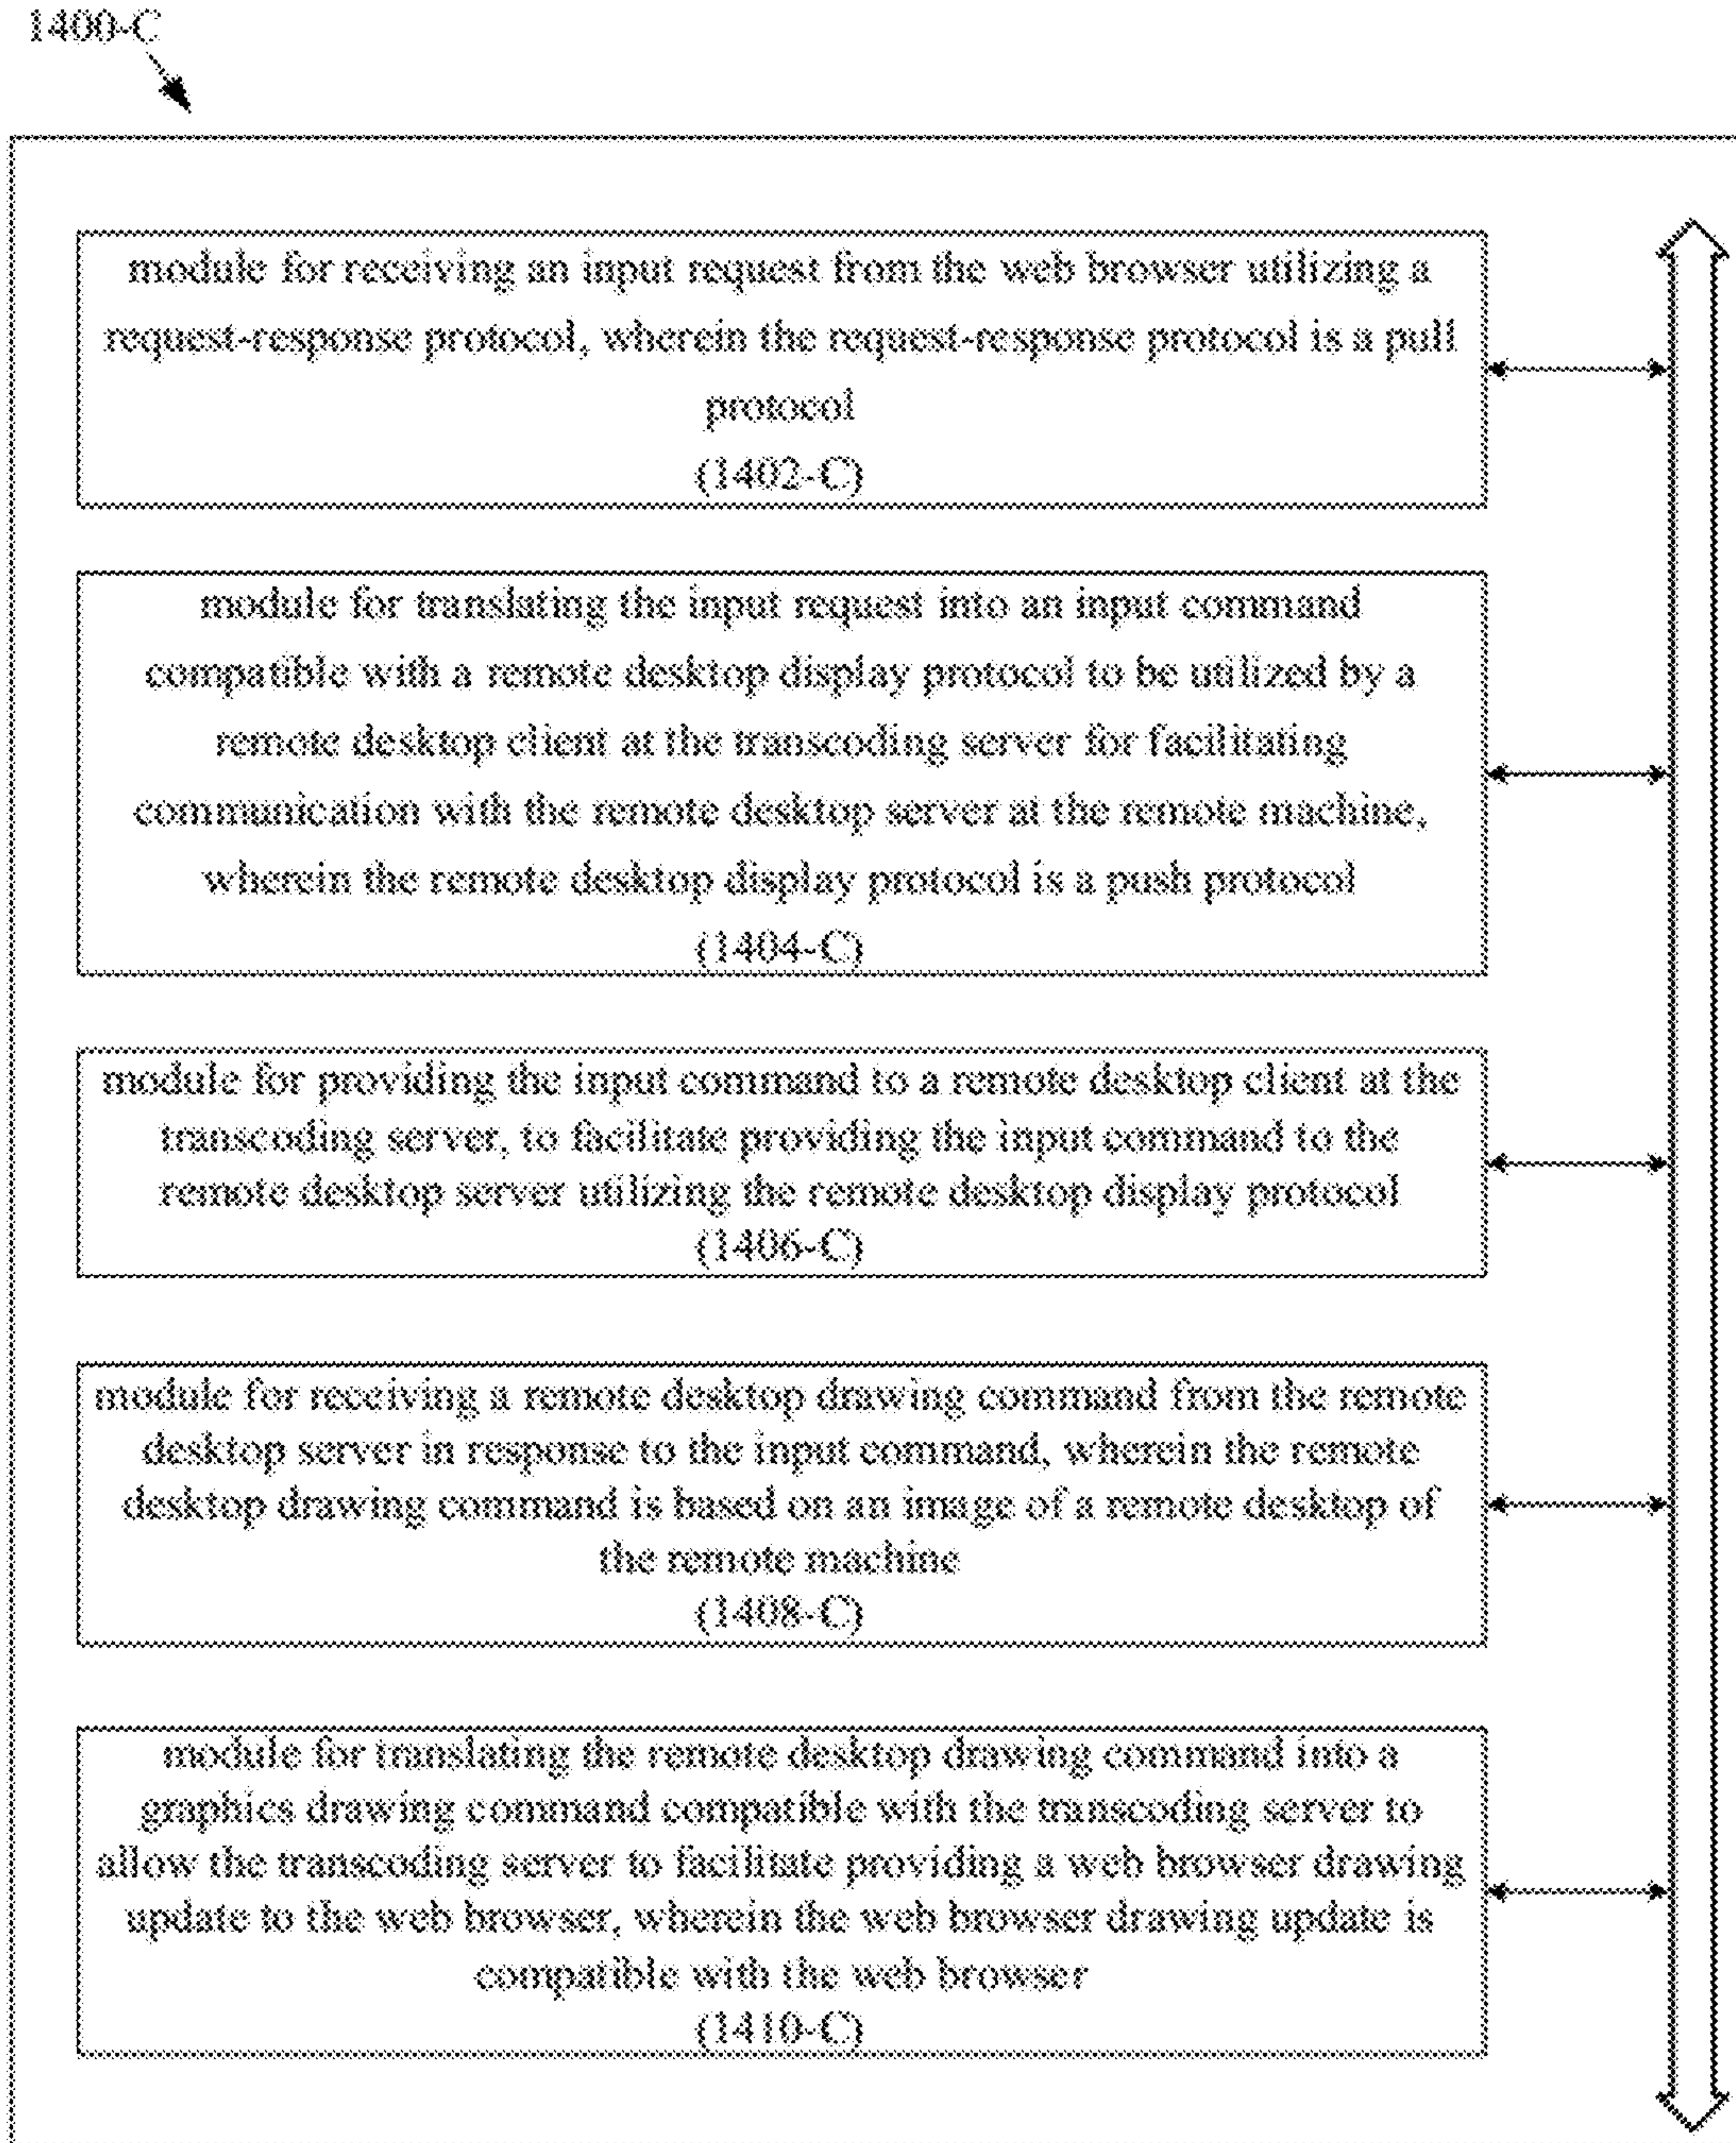 1400-C
module for receiving an input request from the web browser utilizing a
request-response protocol, wherein the request-response protocol is a pull
protocol
(1402-C)
module for translating the input request into an input command
compatible with a remote desktop display protocol to be utilized by a
remote desktop client at the transcoding server for facilitating
communication with the remote desktop server at the remote machine,
wherein the remote desktop display protocol is a push protocol
(1404-C)
module for providing the input command to a remote desktop client at the
transcoding server, to facilitate providing the input command to the
remote desktop server utilizing the remote desktop display protocol
(1406-C)
module for receiving a remote desktop drawing command from the remote
desktop server in response to the input command, wherein the remote
desktop drawing command is based on an image of a remote desktop of
the remote machine
(1408-C)
module for translating the remote desktop drawing command into a
graphics drawing command compatible with the transcoding server to
allow the transcoding server to facilitate providing a web browser drawing
update to the web browser, wherein the web browser drawing update is
compatible with the web browser
(1410-C)